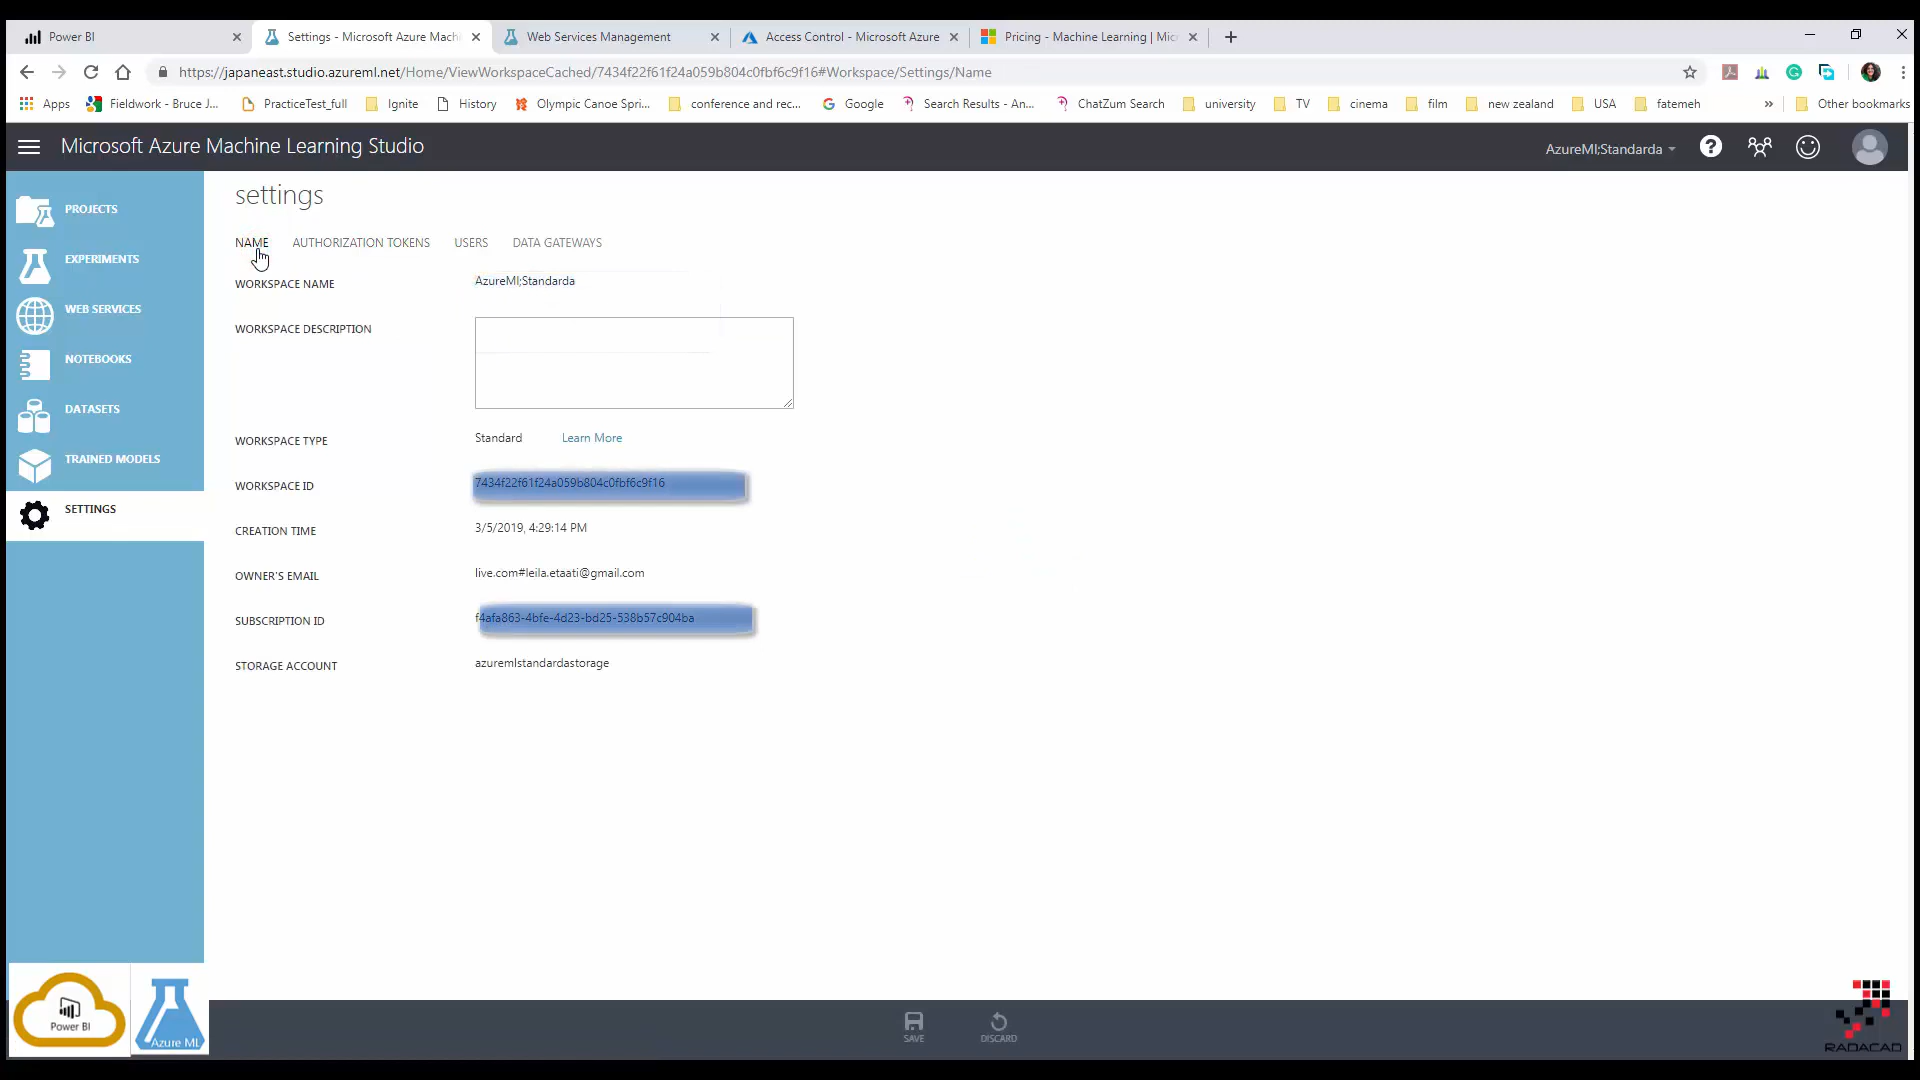 Power BI
Settings - Microsoft Azure Mach
Web Services Management
Access Control - Microsoft Azure
Pricing - Machine Learning | Mic
https://japaneast.studio.azureml.net/Home/ViewWorkspaceCached/7434f22f61f24a059b804c0fbf6c9f16#Workspace/Settings/Name
Apps
Fieldwork - Bruce J...
PracticeTest_full
Ignite
History
Olympic Canoe Spri...
conference and rec...
Google
Search Results - An...
ChatZum Search
university
TV
cinema
film
new zealand
USA
fatemeh
»
Other bookmarks
Microsoft Azure Machine Learning Studio
AzureMl;Standarda
PROJECTS
EXPERIMENTS
WEB SERVICES
NOTEBOOKS
DATASETS
TRAINED MODELS
SETTINGS
settings
NAME AUTHORIZATION TOKENS USERS DATA GATEWAYS
WORKSPACE NAME AzureMl;Standarda
WORKSPACE DESCRIPTION
WORKSPACE TYPE Standard Learn More
WORKSPACE ID 7434f22f61f24a059b804c0fbf6c9f16
CREATION TIME 3/5/2019, 4:29:14 PM
OWNER'S EMAIL live.com#leila.etaati@gmail.com
SUBSCRIPTION ID f4afa863-4bfe-4d23-bd25-538b57c904ba
STORAGE ACCOUNT azuremlstandardastorage
Power BI
Azure ML
SAVE
DISCARD
RADACAD